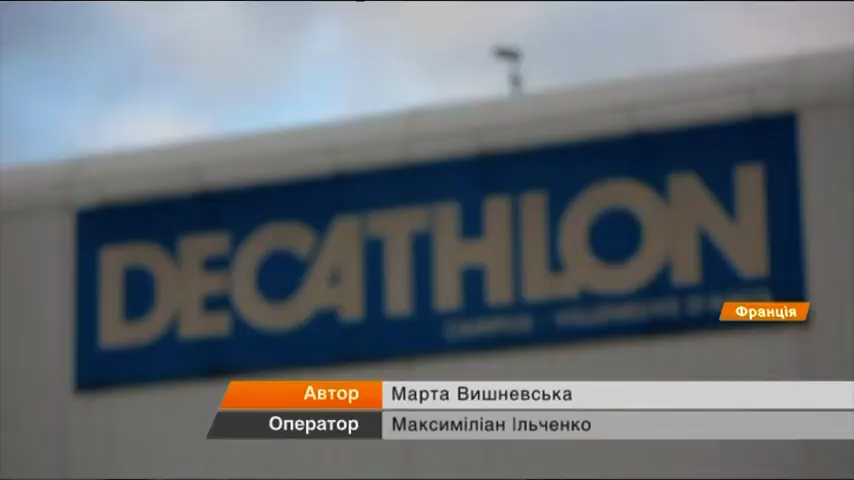 DECATHLON
Франція
Автор Марта Вишневська
Оператор Максиміліан Ільченко